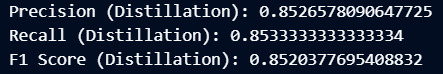 Precision (Distillation): 0.8526578090647725
Recall (Distillation): 0.8533333333333334
F1 Score (Distillation): 0.8520377695408832